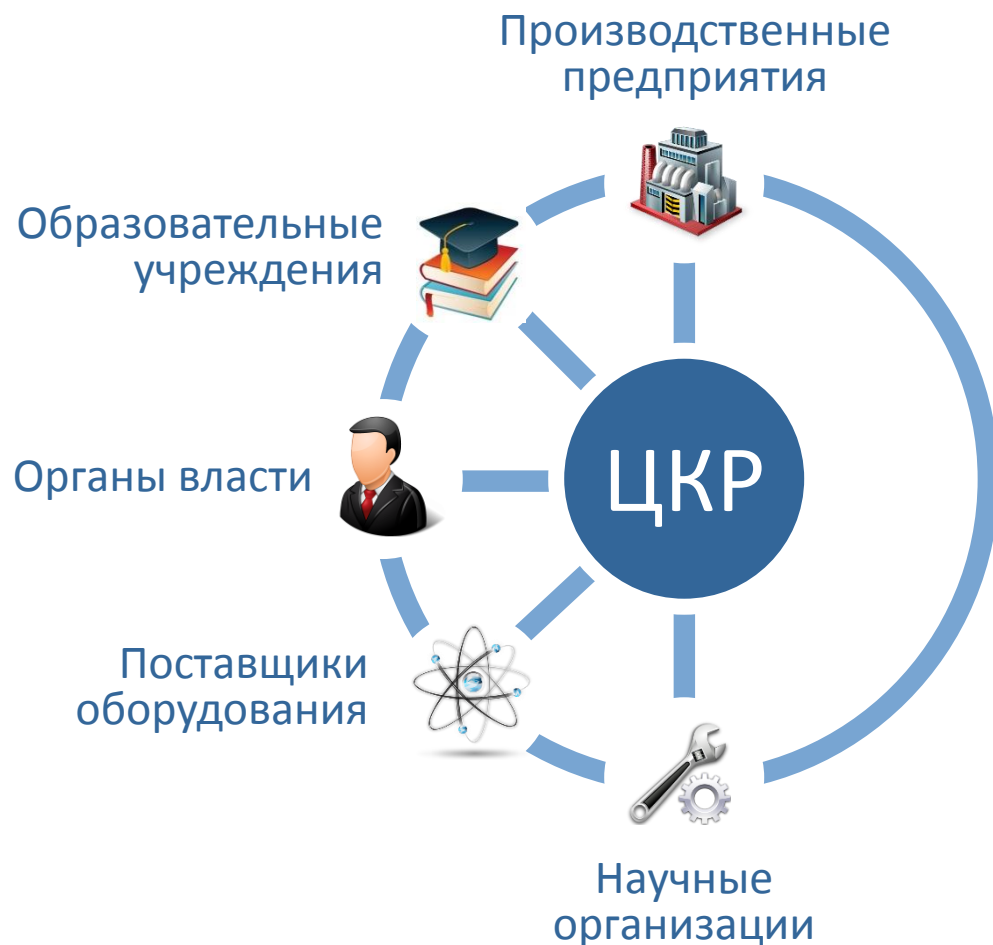 Производственные
предприятия
Образовательные
учреждения
Органы власти
ЦКР
Поставщики
оборудования
Научные
организации